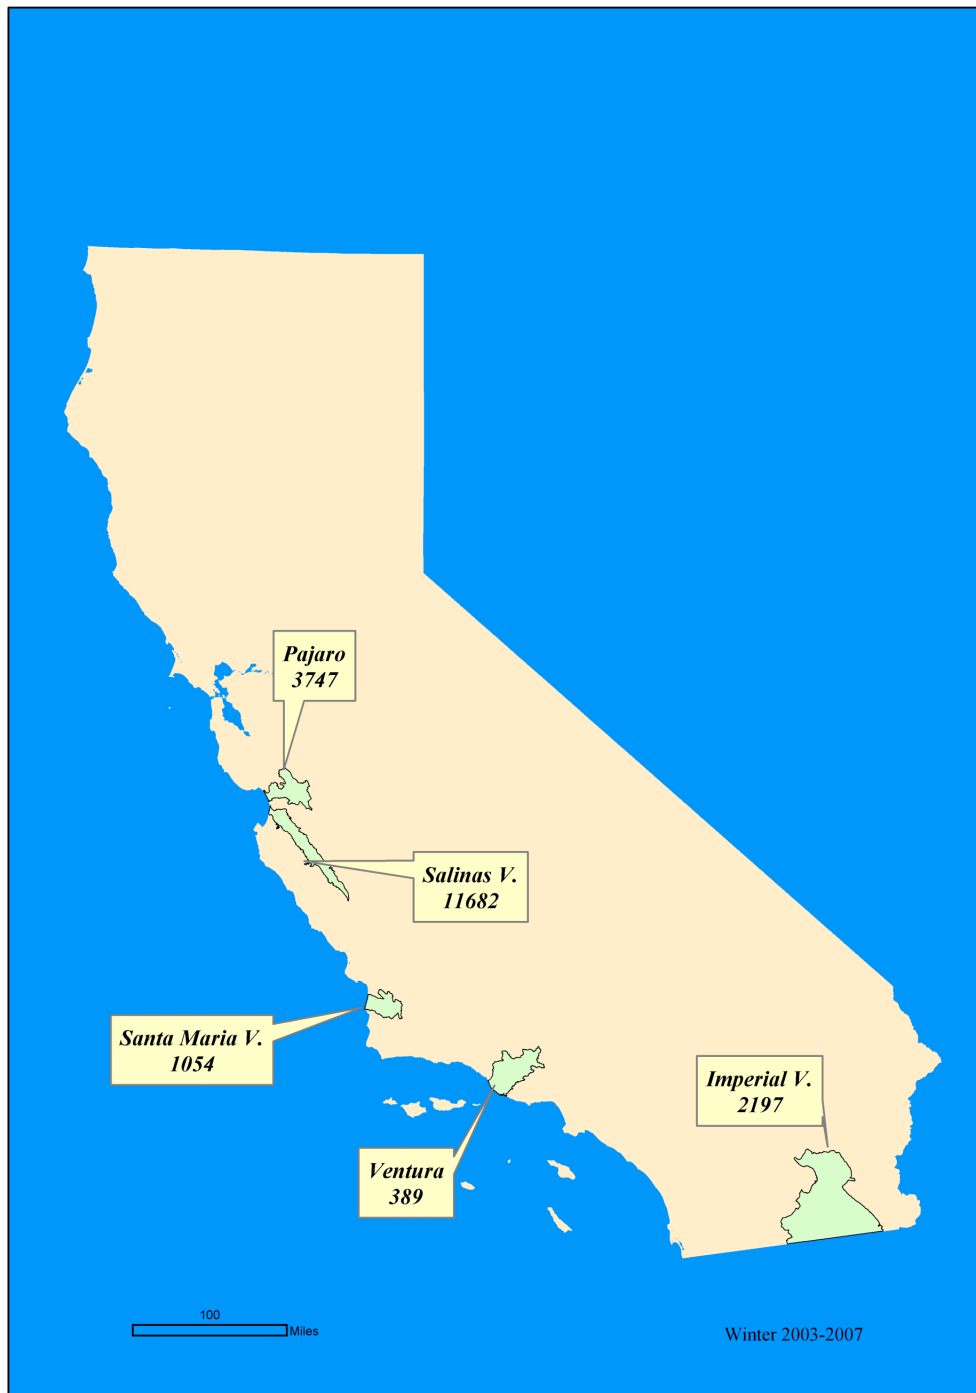 Pajaro
3747
Salinas V.
11682
Santa Maria V.
1054
Imperial V.
2197
Ventura
389
100
Miles
Winter 2003-2007